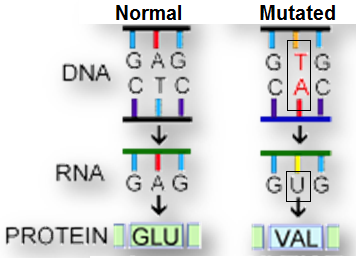 Normal Mutated
DNA G A G G T G
C T C C A C
RNA G A G G U G
PROTEIN GLU VAL